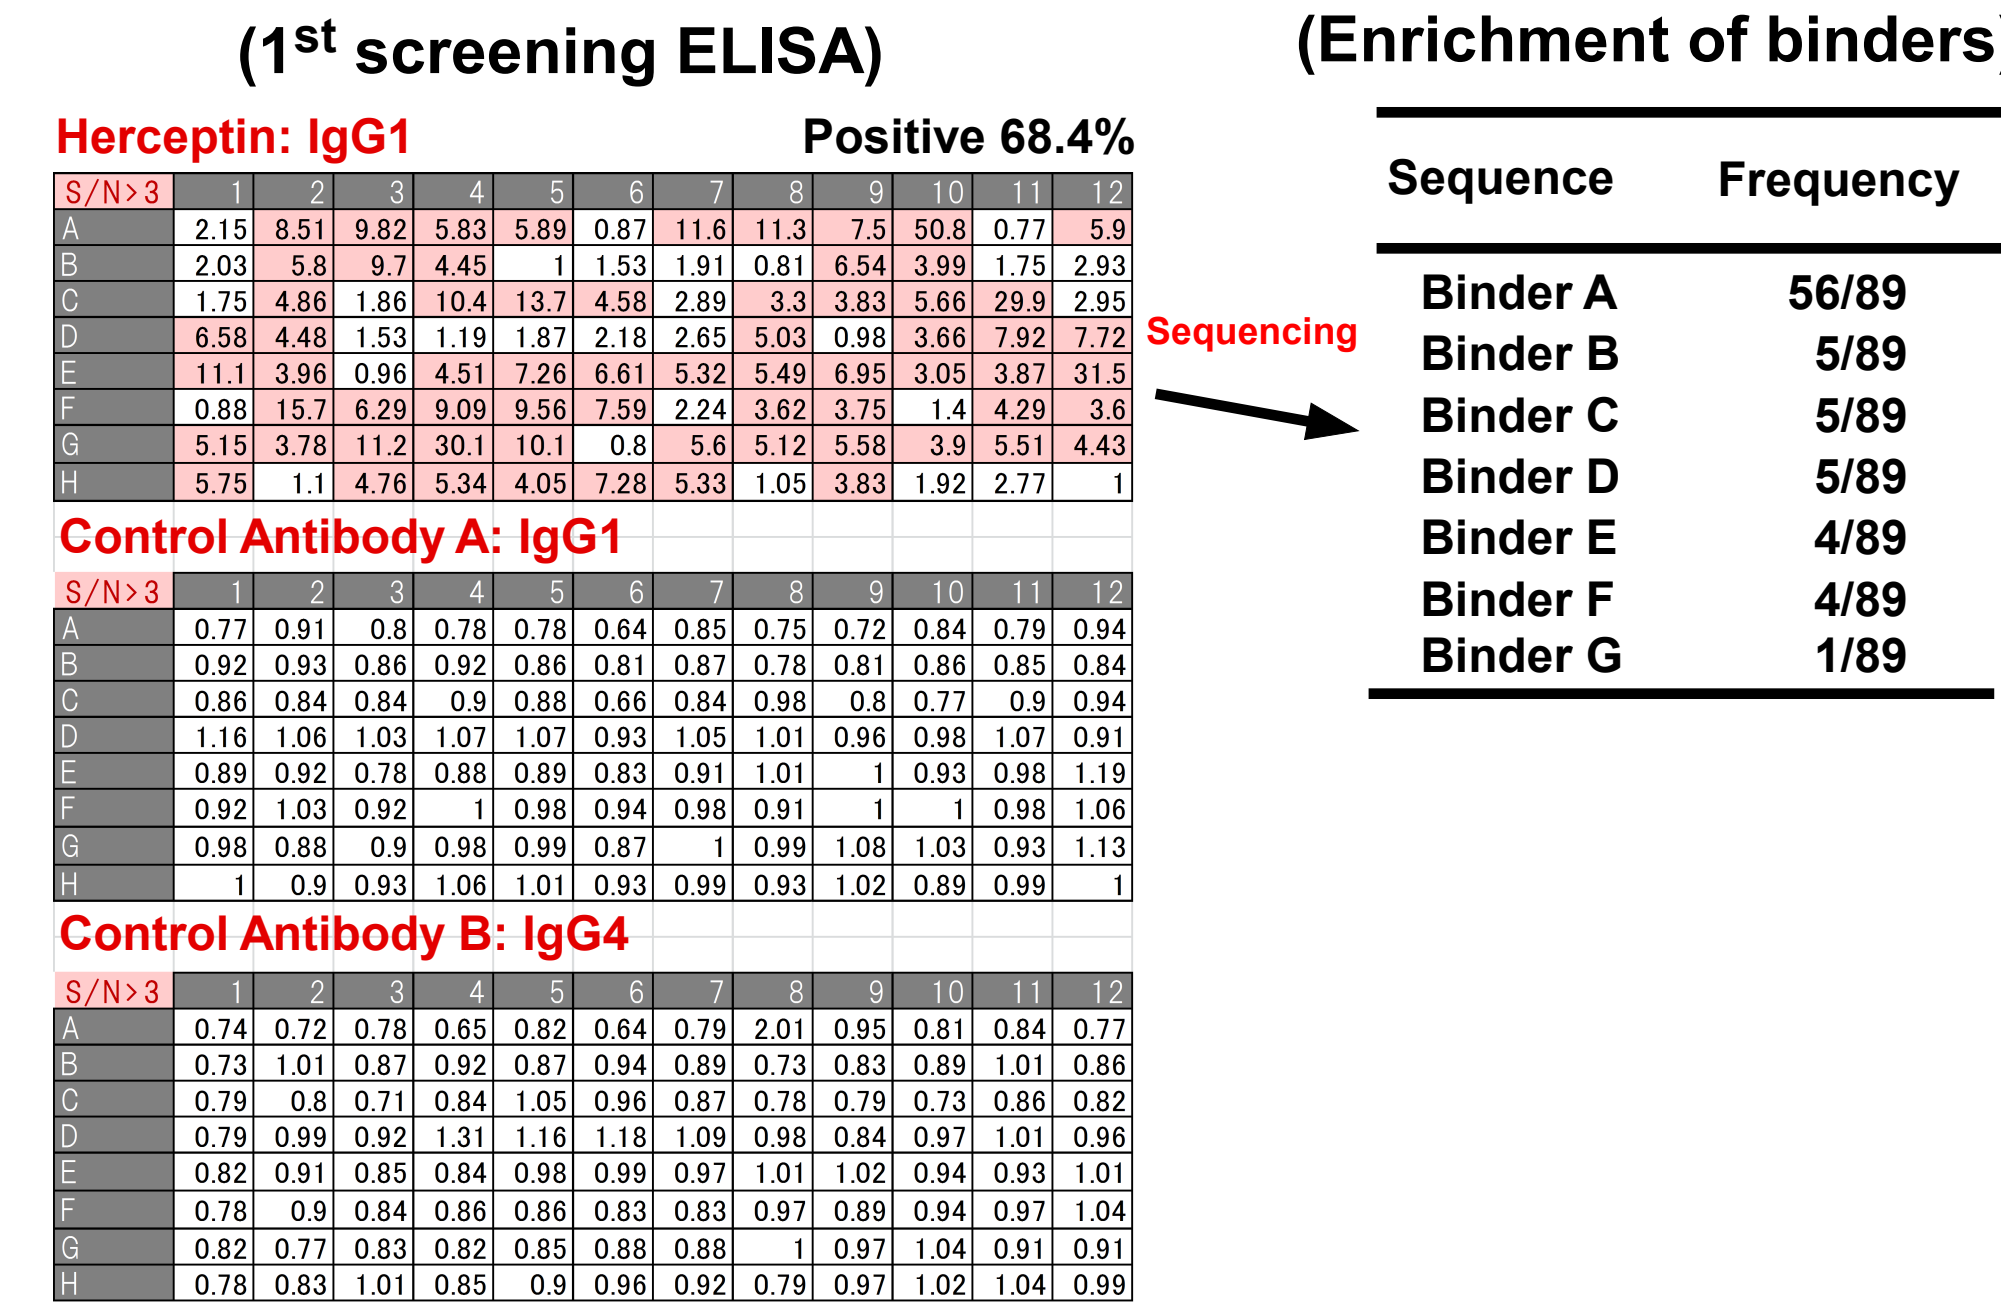 (1st screening ELISA)
Herceptin: IgG1 Positive 68.4%
S/N>3 1 2 3 4 5 6 7 8 9 10 11 12
A 2.15 8.51 9.82 5.83 5.89 0.87 11.6 11.3 7.5 50.8 0.77 5.9
B 2.03 5.8 9.7 4.45 1 1.53 1.91 0.81 6.54 3.99 1.75 2.93
C 1.75 4.86 1.86 10.4 13.7 4.58 2.89 3.3 3.83 5.66 29.9 2.95
D 6.58 4.48 1.53 1.19 1.87 2.18 2.65 5.03 0.98 3.66 7.92 7.72
E 11.1 3.96 0.96 4.51 7.26 6.61 5.32 5.49 6.95 3.05 3.87 31.5
F 0.88 15.7 6.29 9.09 9.56 7.59 2.24 3.62 3.75 1.4 4.29 3.6
G 5.15 3.78 11.2 30.1 10.1 0.8 5.6 5.12 5.58 3.9 5.51 4.43
H 5.75 1.1 4.76 5.34 4.05 7.28 5.33 1.05 3.83 1.92 2.77 1
Control Antibody A: IgG1
S/N>3 1 2 3 4 5 6 7 8 9 10 11 12
A 0.77 0.91 0.8 0.78 0.78 0.64 0.85 0.75 0.72 0.84 0.79 0.94
B 0.92 0.93 0.86 0.92 0.86 0.81 0.87 0.78 0.81 0.86 0.85 0.84
C 0.86 0.84 0.84 0.9 0.88 0.66 0.84 0.98 0.8 0.77 0.9 0.94
D 1.16 1.06 1.03 1.07 1.07 0.93 1.05 1.01 0.96 0.98 1.07 0.91
E 0.89 0.92 0.78 0.88 0.89 0.83 0.91 1.01 1 0.93 0.98 1.19
F 0.92 1.03 0.92 1 0.98 0.94 0.98 0.91 1 1 0.98 1.06
G 0.98 0.88 0.9 0.98 0.99 0.87 1 0.99 1.08 1.03 0.93 1.13
H 1 0.9 0.93 1.06 1.01 0.93 0.99 0.93 1.02 0.89 0.99 1
Control Antibody B: IgG4
S/N>3 1 2 3 4 5 6 7 8 9 10 11 12
A 0.74 0.72 0.78 0.65 0.82 0.64 0.79 2.01 0.95 0.81 0.84 0.77
B 0.73 1.01 0.87 0.92 0.87 0.94 0.89 0.73 0.83 0.89 1.01 0.86
C 0.79 0.8 0.71 0.84 1.05 0.96 0.87 0.78 0.79 0.73 0.86 0.82
D 0.79 0.99 0.92 1.31 1.16 1.18 1.09 0.98 0.84 0.97 1.01 0.96
E 0.82 0.91 0.85 0.84 0.98 0.99 0.97 1.01 1.02 0.94 0.93 1.01
F 0.78 0.9 0.84 0.86 0.86 0.83 0.83 0.97 0.89 0.94 0.97 1.04
G 0.82 0.77 0.83 0.82 0.85 0.88 0.88 1 0.97 1.04 0.91 0.91
H 0.78 0.83 1.01 0.85 0.9 0.96 0.92 0.79 0.97 1.02 1.04 0.99
Sequencing
(Enrichment of binders)
Sequence Frequency
Binder A 56/89
Binder B 5/89
Binder C 5/89
Binder D 5/89
Binder E 4/89
Binder F 4/89
Binder G 1/89